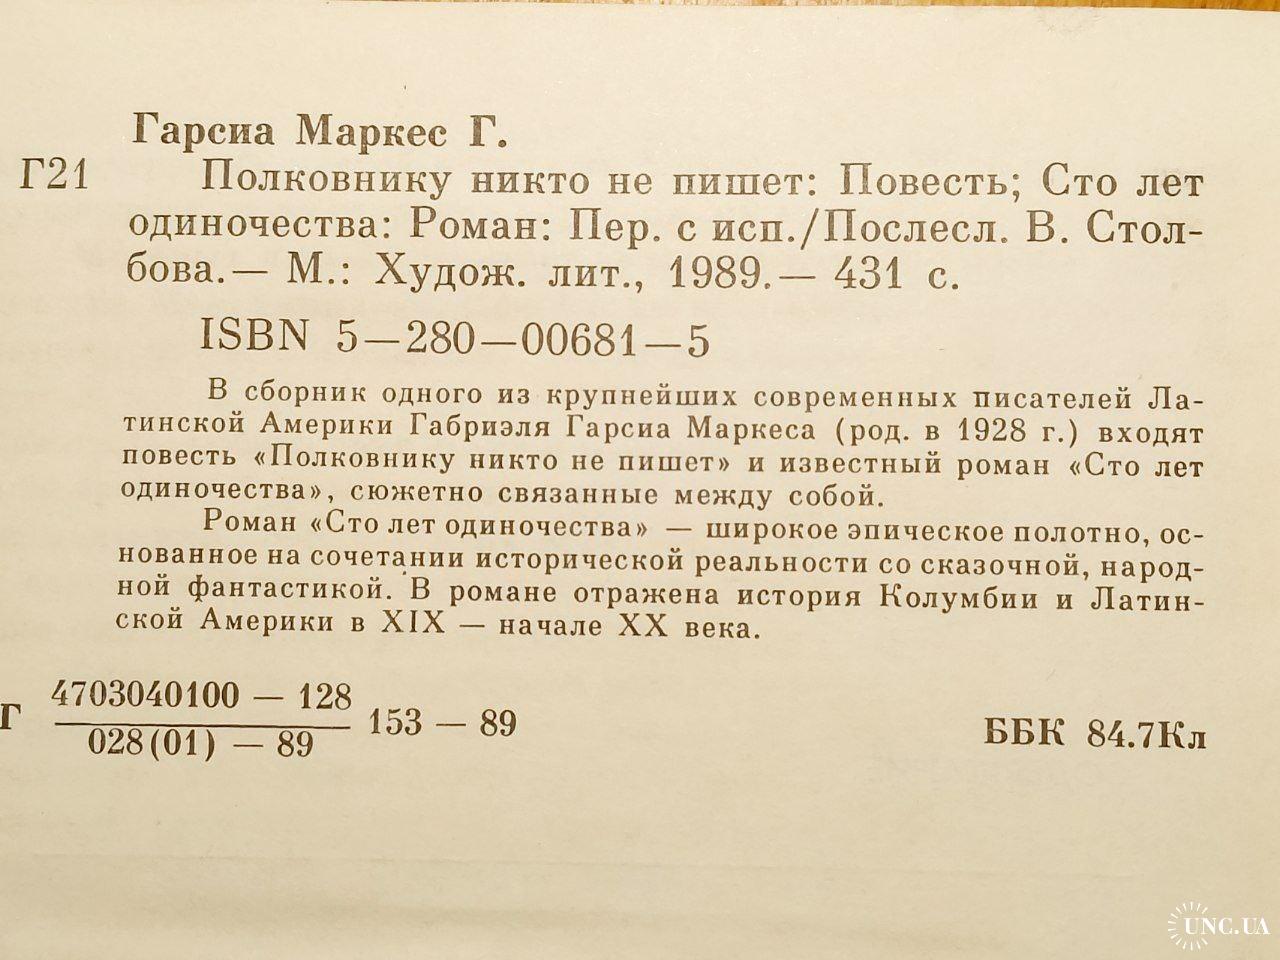 Гарсиа Маркес Г.
Г21 Полковнику никто не пишет: Повесть; Сто лет
одиночества: Роман: Пер. с исп./Послесл. В. Стол-
бова.— М.: Худож. лит., 1989.— 431 с.
ISBN 5—280—00681—5
В сборник одного из крупнейших современных писателей Ла-
тинской Америки Габриэля Гарсиа Маркеса (род. в 1928 г.) входят
повесть «Полковнику никто не пишет» и известный роман «Сто лет
одиночества», сюжетно связанные между собой.
Роман «Сто лет одиночества» — широкое эпическое полотно, ос-
нованное на сочетании исторической реальности со сказочной, народ-
ной фантастикой. В романе отражена история Колумбии и Латин-
ской Америки в XIX — начале XX века.
4703040100 — 128
Г 153 — 89
028(01) — 89
ББК 84.7Кл
UNC.UA